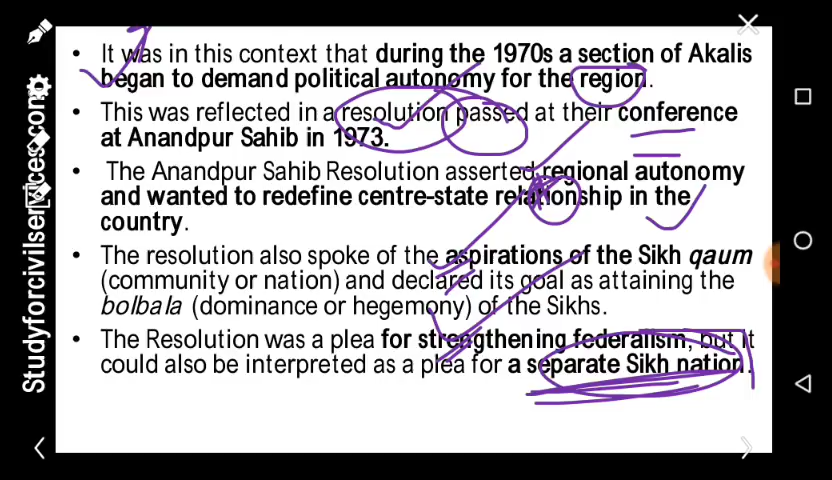 • It was in this context that during the 1970s a section of Akalis
began to demand political autonomy for the region.
• This was reflected in a resolution passed at their conference
at Anandpur Sahib in 1973.
• The Anandpur Sahib Resolution asserted regional autonomy
and wanted to redefine centre-state relationship in the
country.
• The resolution also spoke of the aspirations of the Sikh qaum
(community or nation) and declared its goal as attaining the
bolbala (dominance or hegemony) of the Sikhs.
• The Resolution was a plea for strengthening federalism, but it
could also be interpreted as a plea for a separate Sikh nation.
Studyforcivilservices.com